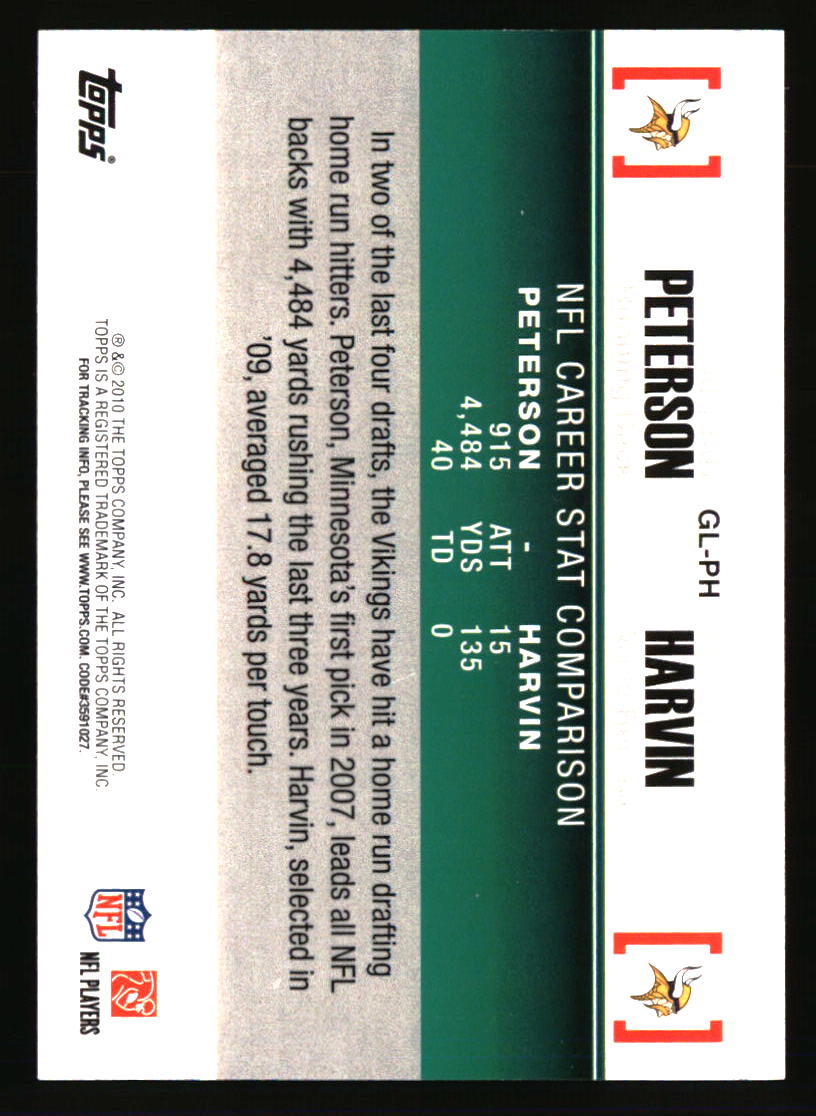 GL-PH
PETERSON HARVIN
NFL CAREER STAT COMPARISON
PETERSON - HARVIN
915 ATT 15
4,484 YDS 135
40 TD 0
In two of the last four drafts, the Vikings have hit a home run drafting
home run hitters. Peterson, Minnesota's first pick in 2007, leads all NFL
backs with 4,484 yards rushing the last three years. Harvin, selected in
'09, averaged 17.8 yards per touch.
® & © 2010 THE TOPPS COMPANY, INC. ALL RIGHTS RESERVED.
TOPPS IS A REGISTERED TRADEMARK OF THE TOPPS COMPANY, INC.
FOR TRACKING INFO, PLEASE SEE WWW.TOPPS.COM. CODE#3591027.
topps®
NFL
NFL PLAYERS